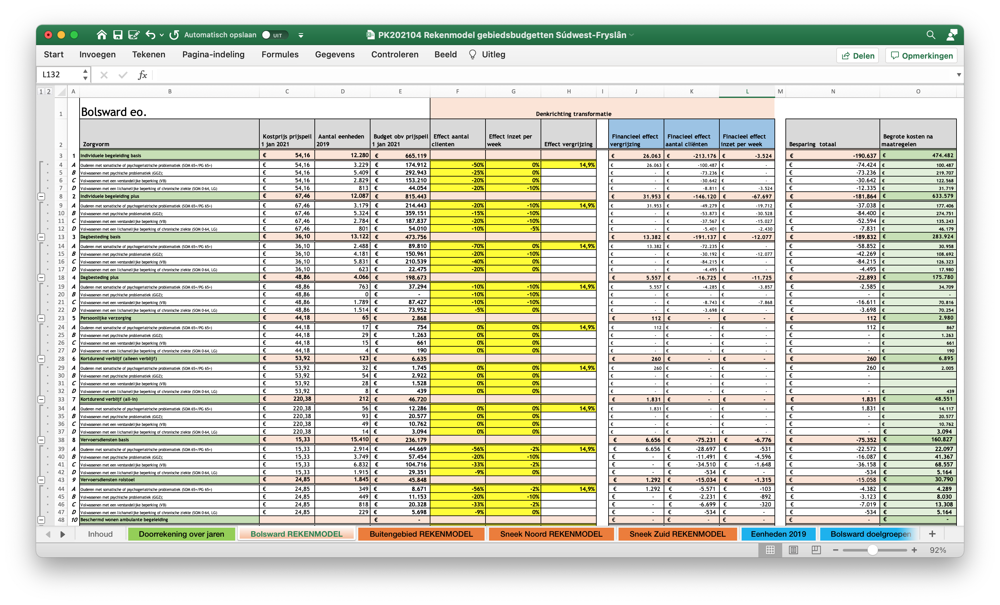 Automatisch opslaan UIT PK202104 Rekenmodel gebiedsbudgetten Súdwest-Fryslân
Start Invoegen Tekenen Pagina-indeling Formules Gegevens Controleren Beeld Uitleg Delen Opmerkingen
L132 fx
1 2 A B C D E F G H I J K L M N O
1 Bolsward eo. Denkrichting transformatie
2 Zorgvorm Kostprijs prijspeil 1 jan 2021 Aantal eenheden 2019 Budget obv prijspeil 1 jan 2021 Effect aantal clienten Effect inzet per week Effect vergrijzing Financieel effect vergrijzing Finacieel effect aantal cliënten Finacieel effect inzet per week Besparing totaal Begrote kosten na maatregelen
3 1 Individuele begeleiding basis € 54,16 12.280 € 665.119 € 26.063 € -213.176 € -3.524 € -190.637 € 474.482
4 A Ouderen met somatische of psychogeriatrische problematiek (SOM 65+/PG 65+) € 54,16 3.229 € 174.912 -50% 0% 14,9% € 26.063 € -100.487 € - € -74.424 € 100.487
5 B Volwassenen met psychische problematiek (GGZ); € 54,16 5.409 € 292.943 -25% 0% € - € -73.236 € - € -73.236 € 219.707
6 C Volwassenen met een verstandelijke beperking (VB) € 54,16 2.829 € 153.210 -20% 0% € - € -30.642 € - € -30.642 € 122.568
7 D Volwassenen met een lichamelijke beperking of chronische ziekte (SOM 0-64, LG) € 54,16 813 € 44.054 -20% -10% € - € -8.811 € -3.524 € -12.335 € 31.719
8 2 Individuele begeleiding plus € 67,46 12.087 € 815.443 € 31.953 € -146.120 € -67.697 € -181.864 € 633.579
9 A Ouderen met somatische of psychogeriatrische problematiek (SOM 65+/PG 65+) € 67,46 3.179 € 214.443 -20% -10% 14,9% € 31.953 € -49.279 € -19.712 € -37.038 € 177.406
10 B Volwassenen met psychische problematiek (GGZ); € 67,46 5.324 € 359.151 -15% -10% € - € -53.873 € -30.528 € -84.400 € 274.751
11 C Volwassenen met een verstandelijke beperking (VB) € 67,46 2.784 € 187.837 -20% -10% € - € -37.567 € -15.027 € -52.594 € 135.243
12 D Volwassenen met een lichamelijke beperking of chronische ziekte (SOM 0-64, LG) € 67,46 801 € 54.010 -10% -5% € - € -5.401 € -2.430 € -7.831 € 46.179
13 3 Dagbesteding basis € 36,10 13.122 € 473.756 € 13.382 € -191.137 € -12.077 € -189.832 € 283.924
14 A Ouderen met somatische of psychogeriatrische problematiek (SOM 65+/PG 65+) € 36,10 2.488 € 89.810 -70% 0% 14,9% € 13.382 € -72.235 € - € -58.852 € 30.958
15 B Volwassenen met psychische problematiek (GGZ); € 36,10 4.181 € 150.961 -20% -10% € - € -30.192 € -12.077 € -42.269 € 108.692
16 C Volwassenen met een verstandelijke beperking (VB) € 36,10 5.831 € 210.539 -40% 0% € - € -84.215 € - € -84.215 € 126.323
17 D Volwassenen met een lichamelijke beperking of chronische ziekte (SOM 0-64, LG) € 36,10 623 € 22.475 -20% 0% € - € -4.495 € - € -4.495 € 17.980
18 4 Dagbesteding plus € 48,86 4.066 € 198.673 € 5.557 € -16.725 € -11.725 € -22.893 € 175.780
19 A Ouderen met somatische of psychogeriatrische problematiek (SOM 65+/PG 65+) € 48,86 763 € 37.294 -10% -10% 14,9% € 5.557 € -4.285 € -3.857 € -2.585 € 34.709
20 B Volwassenen met psychische problematiek (GGZ); € 48,86 0 € - -10% -10% € - € - € - € - € -
21 C Volwassenen met een verstandelijke beperking (VB) € 48,86 1.789 € 87.427 -10% -10% € - € -8.743 € -7.868 € -16.611 € 70.816
22 D Volwassenen met een lichamelijke beperking of chronische ziekte (SOM 0-64, LG) € 48,86 1.514 € 73.952 -5% 0% € - € -3.698 € - € -3.698 € 70.254
23 5 Persoonlijke verzorging € 44,18 65 € 2.868 € 112 € - € - € 112 € 2.980
24 A Ouderen met somatische of psychogeriatrische problematiek (SOM 65+/PG 65+) € 44,18 17 € 754 0% 0% 14,9% € 112 € - € - € 112 € 867
25 B Volwassenen met psychische problematiek (GGZ); € 44,18 29 € 1.263 0% 0% € - € - € - € - € 1.263
26 C Volwassenen met een verstandelijke beperking (VB) € 44,18 15 € 661 0% 0% € - € - € - € - € 661
27 D Volwassenen met een lichamelijke beperking of chronische ziekte (SOM 0-64, LG) € 44,18 4 € 190 0% 0% € - € - € - € - € 190
28 6 Kortdurend verblijf (alleen verblijf) € 53,92 123 € 6.635 € 260 € - € - € 260 € 6.895
29 A Ouderen met somatische of psychogeriatrische problematiek (SOM 65+/PG 65+) € 53,92 32 € 1.745 0% 0% 14,9% € 260 € - € - € 260 € 2.005
30 B Volwassenen met psychische problematiek (GGZ); € 53,92 54 € 2.922 0% 0% € - € - € - € -
31 C Volwassenen met een verstandelijke beperking (VB) € 53,92 28 € 1.528 0% 0% € - € - € - € -
32 D Volwassenen met een lichamelijke beperking of chronische ziekte (SOM 0-64, LG) € 53,92 8 € 439 0% 0% € - € - € - € - € 439
33 7 Kortdurend verblijf (all-in) € 220,38 212 € 46.720 € 1.831 € - € - € 1.831 € 48.551
34 A Ouderen met somatische of psychogeriatrische problematiek (SOM 65+/PG 65+) € 220,38 56 € 12.286 0% 0% 14,9% € 1.831 € - € - € 1.831 € 14.117
35 B Volwassenen met psychische problematiek (GGZ); € 220,38 93 € 20.577 0% 0% € - € - € - € - € 20.577
36 C Volwassenen met een verstandelijke beperking (VB) € 220,38 49 € 10.762 0% 0% € - € - € - € - € 10.762
37 D Volwassenen met een lichamelijke beperking of chronische ziekte (SOM 0-64, LG) € 220,38 14 € 3.094 0% 0% € - € - € - € - € 3.094
38 8 Vervoersdiensten basis € 15,33 15.410 € 236.179 € 6.656 € -75.231 € -6.776 € -75.352 € 160.827
39 A Ouderen met somatische of psychogeriatrische problematiek (SOM 65+/PG 65+) € 15,33 2.914 € 44.669 -56% -2% 14,9% € 6.656 € -28.697 € -531 € -22.572 € 22.097
40 B Volwassenen met psychische problematiek (GGZ); € 15,33 3.749 € 57.454 -20% -10% € - € -11.491 € -4.596 € -16.087 € 41.367
41 C Volwassenen met een verstandelijke beperking (VB) € 15,33 6.832 € 104.716 -33% -2% € - € -34.510 € -1.648 € -36.158 € 68.557
42 D Volwassenen met een lichamelijke beperking of chronische ziekte (SOM 0-64, LG) € 15,33 1.915 € 29.351 -9% 0% € - € -534 € - € -534 € 5.164
43 9 Vervoersdiensten rolstoel € 24,85 1.845 € 45.848 € 1.292 € -15.034 € -1.315 € -15.058 € 30.790
44 A Ouderen met somatische of psychogeriatrische problematiek (SOM 65+/PG 65+) € 24,85 349 € 8.671 -56% -2% 14,9% € 1.292 € -5.571 € -103 € -4.382 € 4.289
45 B Volwassenen met psychische problematiek (GGZ); € 24,85 449 € 11.153 -20% -10% € - € -2.231 € -892 € -3.123 € 8.030
46 C Volwassenen met een verstandelijke beperking (VB) € 24,85 818 € 20.328 -33% -2% € - € -6.699 € -320 € -7.019 € 13.308
47 D Volwassenen met een lichamelijke beperking of chronische ziekte (SOM 0-64, LG) € 24,85 229 € 5.698 -9% 0% € - € -534 € - € -534 € 5.164
48 10 Beschermd wonen ambulante begeleiding € - € - € - € - € - € -
Inhoud Doorrekening over jaren Bolsward REKENMODEL Buitengebied REKENMODEL Sneek Noord REKENMODEL Sneek Zuid REKENMODEL Eenheden 2019 Bolsward doelgroepen +
92%